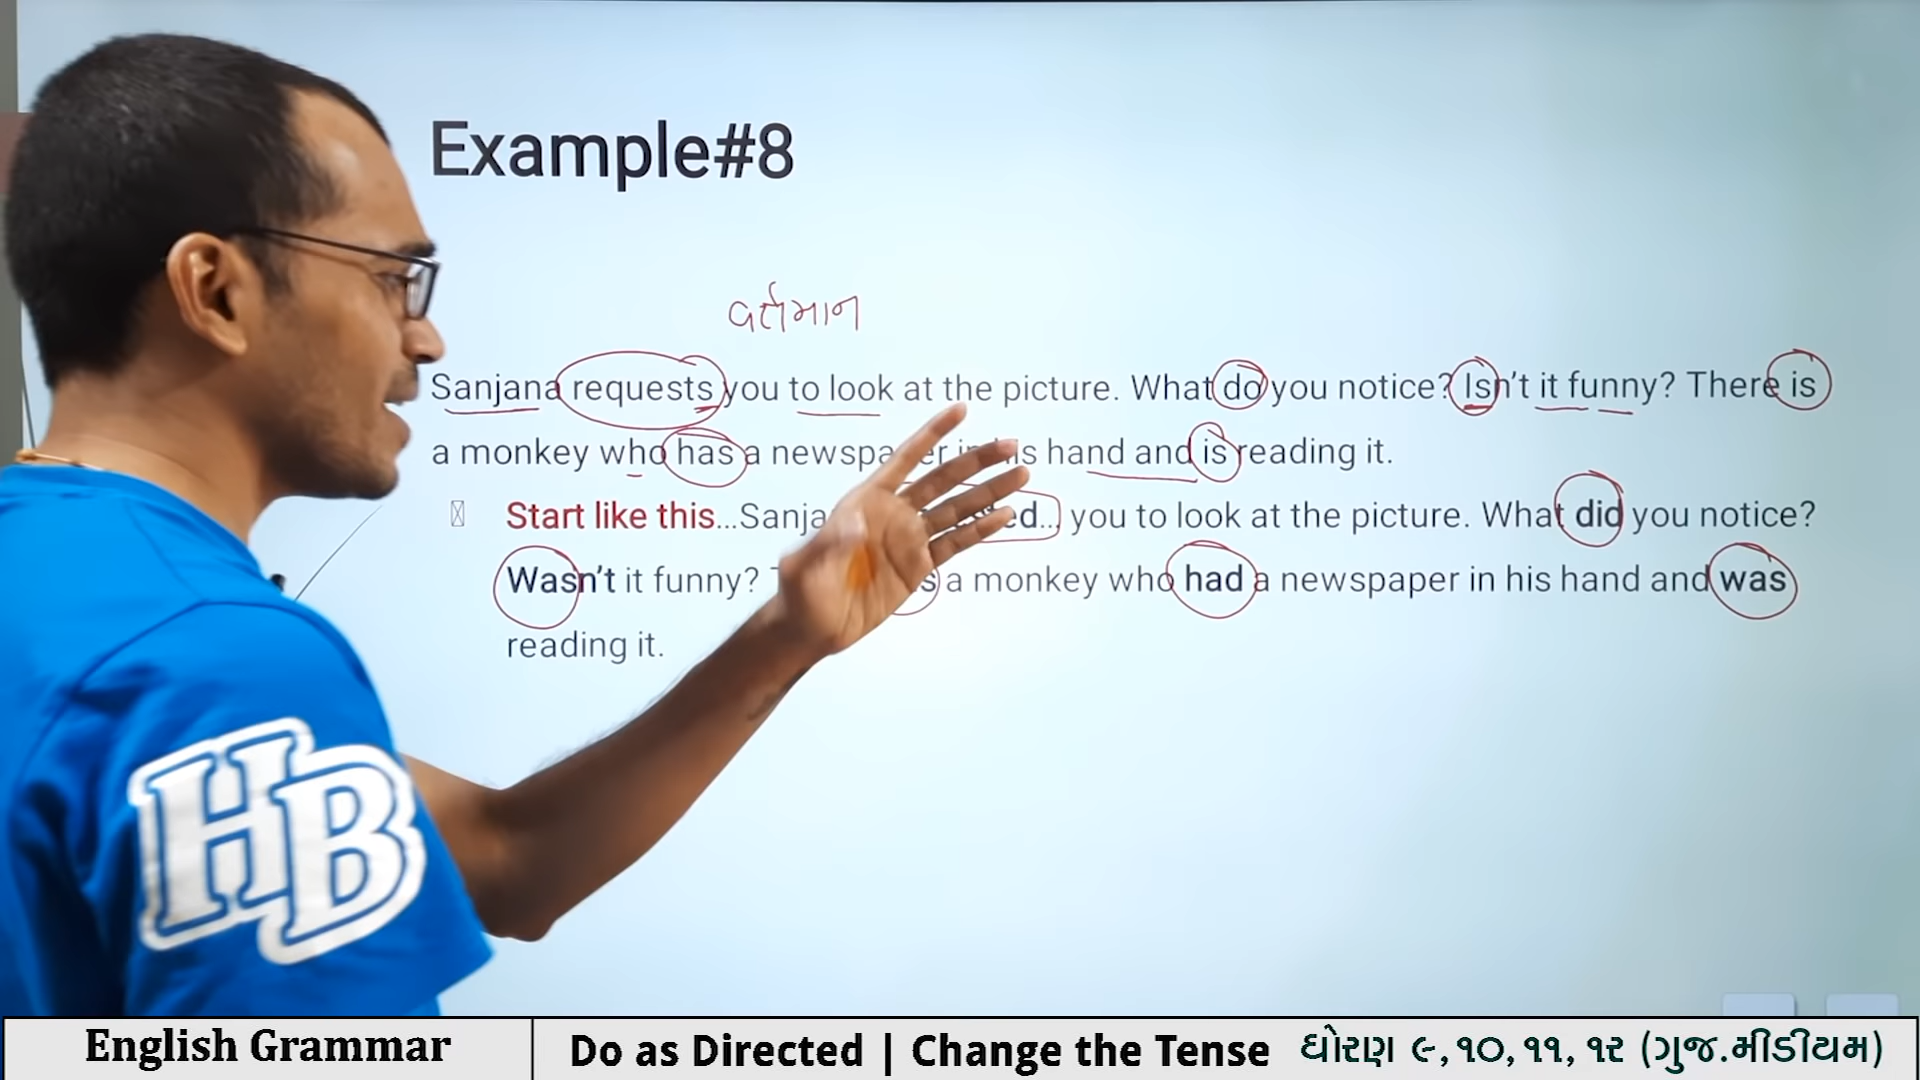 Example#8
વર્તમાન
Sanjana requests you to look at the picture. What do you notice? Isn't it funny? There is
a monkey who has a newspaper in his hand and is reading it.
Start like this...Sanja ed... you to look at the picture. What did you notice?
Wasn't it funny? s a monkey who had a newspaper in his hand and was
reading it.
HB
English Grammar
Do as Directed | Change the Tense ધોરણ ૯, ૧૦, ૧૧, ૧૨ (ગુજ.મીડીયમ)